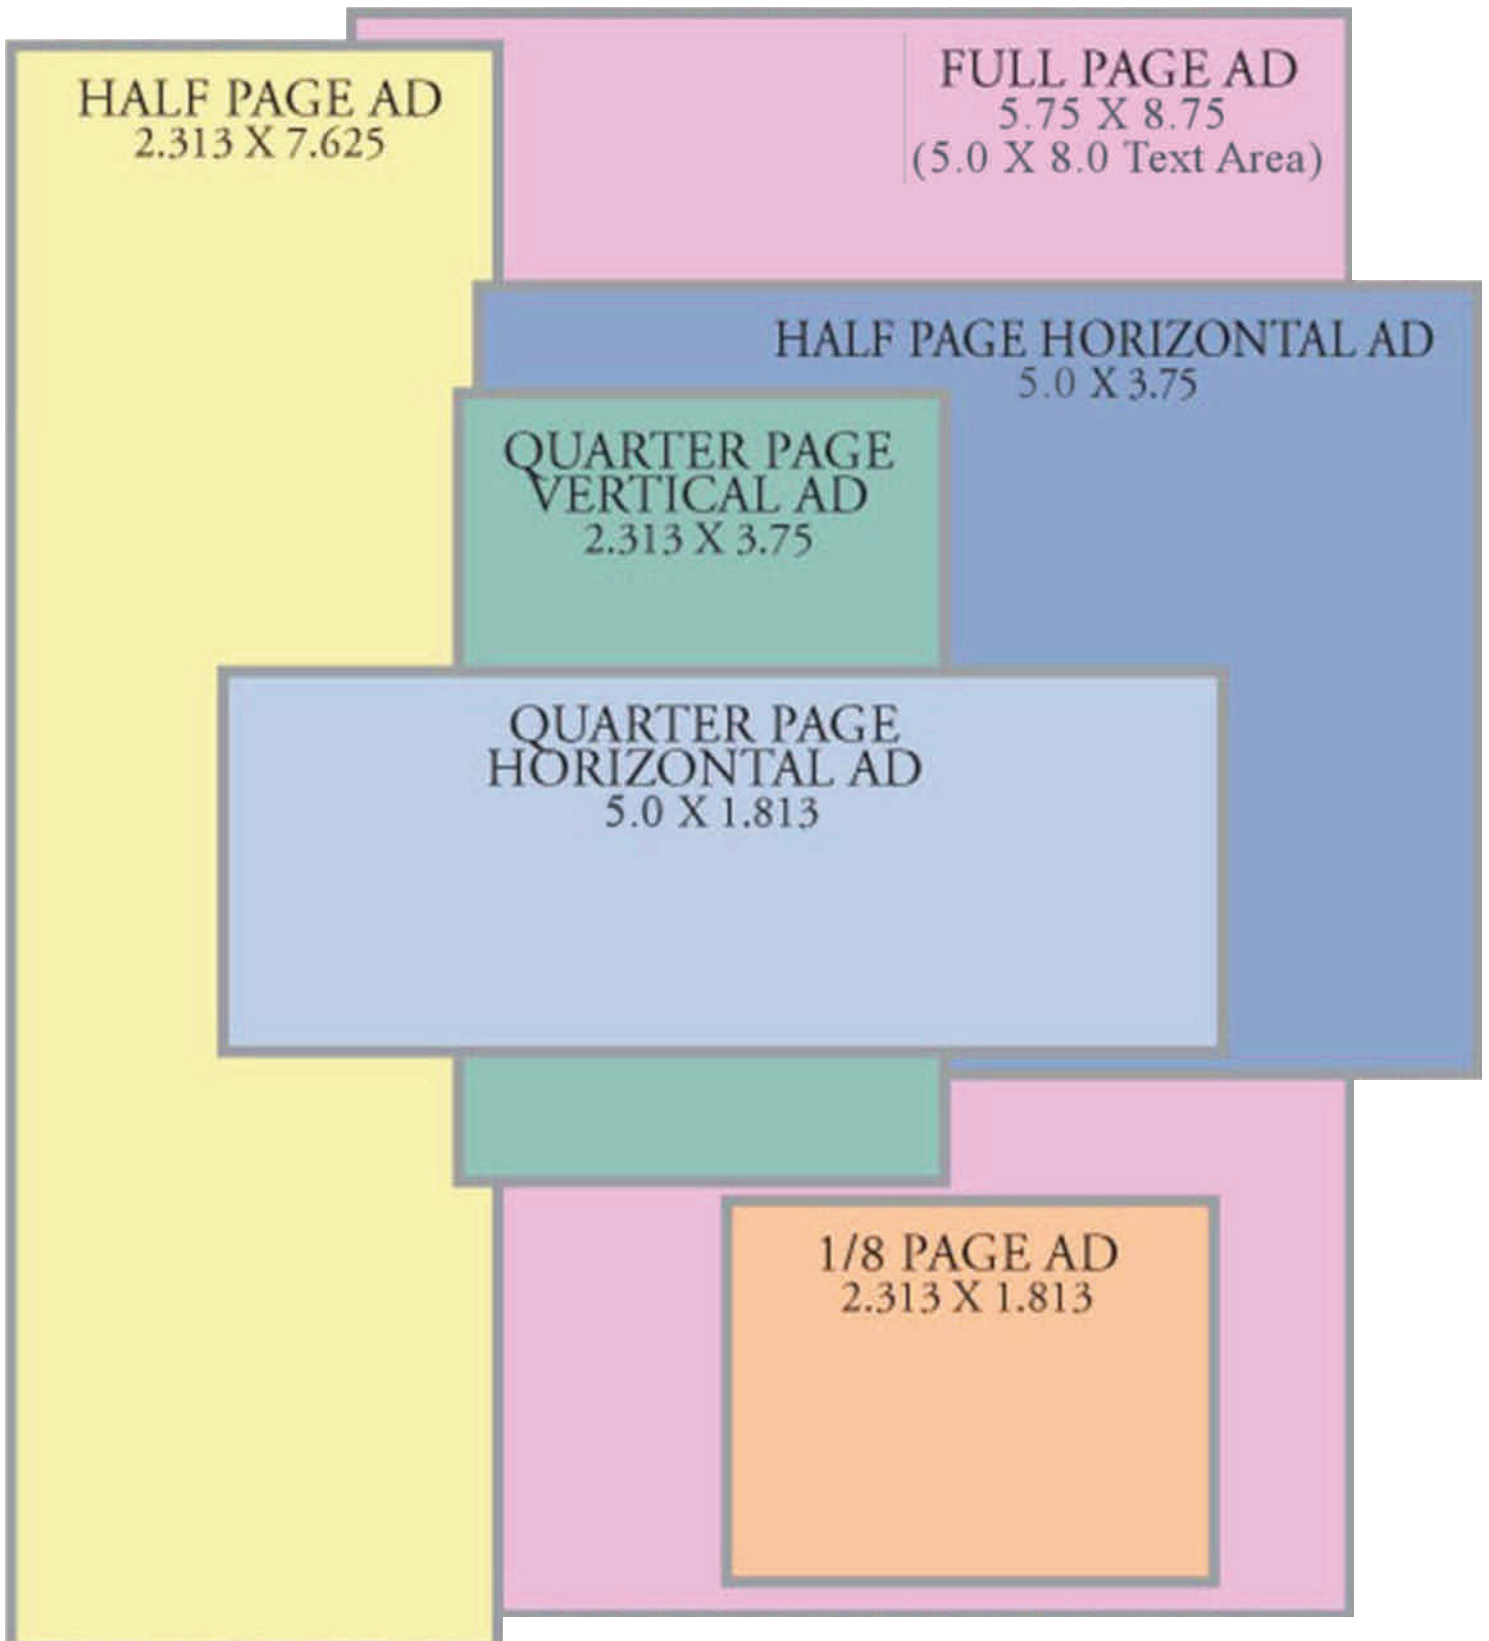 HALF PAGE AD
2.313 X 7.625
FULL PAGE AD
5.75 X 8.75
(5.0 X 8.0 Text Area)
HALF PAGE HORIZONTAL AD
5.0 X 3.75
QUARTER PAGE
VERTICAL AD
2.313 X 3.75
QUARTER PAGE
HORIZONTAL AD
5.0 X 1.813
1/8 PAGE AD
2.313 X 1.813